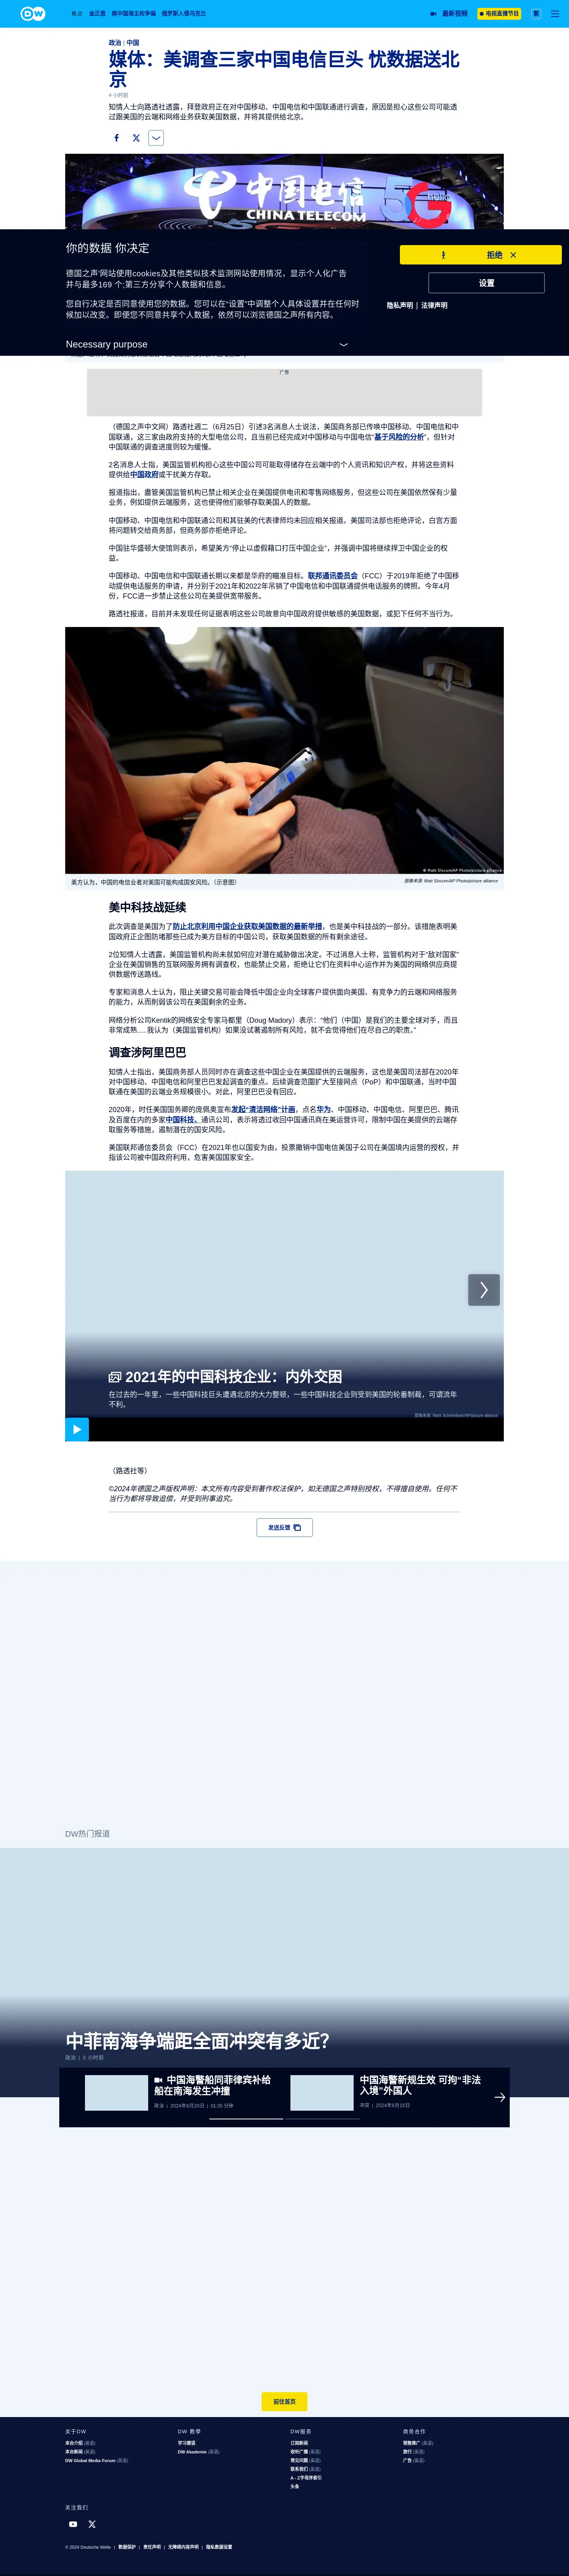 DW
焦点 金正恩 南中国海主权争端 俄罗斯入侵乌克兰
最新视频 电视直播节目 繁
政治 | 中国
媒体：美调查三家中国电信巨头 忧数据送北
京
4 小时前
知情人士向路透社透露，拜登政府正在对中国移动、中国电信和中国联通进行调查，原因是担心这些公司可能透
过跟美国的云端和网络业务获取美国数据，并将其提供给北京。
中国电信
CHINA TELECOM
5G
Hello
你的数据 你决定
德国之声‘网站使用cookies及其他类似技术监测网站使用情况，显示个人化广告
并与最多169 个;第三方分享个人数据和信息。
您自行决定是否同意使用您的数据。您可以在“设置”中调整个人具体设置并在任何时
候加以改变。即便您不同意共享个人数据，依然可以浏览德国之声所有内容。
拒绝
设置
隐私声明 | 法律声明
Necessary purpose
广告
（德国之声中文网）路透社週二（6月25日）引述3名消息人士说，美国商务部已传唤中国移动、中国电信和中
国联通，这三家由政府支持的大型电信公司，且当前已经完成对中国移动与中国电信“基于风险的分析”，但针对
中国联通的调查进度则较为缓慢。
2名消息人士指，美国监管机构担心这些中国公司可能取得储存在云端中的个人资讯和知识产权，并将这些资料
提供给中国政府或干扰美方存取。
报道指出，盡管美国监管机构已禁止相关企业在美国提供电讯和零售网络服务，但这些公司在美国依然保有少量
业务，例如提供云端服务，这也使得他们能够存取美国人的数据。
中国移动、中国电信和中国联通公司和其驻美的代表律师均未回应相关报道。美国司法部也拒绝评论，白宫方面
将问题转交给商务部，但商务部亦拒绝评论。
中国驻华盛顿大使馆则表示，希望美方“停止以虚假藉口打压中国企业”，并强调中国将继续捍卫中国企业的权
益。
中国移动、中国电信和中国联通长期以来都是华府的瞄准目标。联邦通讯委员会（FCC）于2019年拒绝了中国移
动提供电话服务的申请，并分别于2021年和2022年吊销了中国电信和中国联通提供电话服务的牌照。今年4月
份，FCC进一步禁止这些公司在美提供宽带服务。
路透社报道，目前并未发现任何证据表明这些公司故意向中国政府提供敏感的美国数据，或犯下任何不当行为。
© Matt Slocum/AP Photo/picture alliance
美方认为，中国的电信业者对美国可能构成国安风险。（示意图）
图像来源: Matt Slocum/AP Photo/picture alliance
美中科技战延续
此次调查是美国为了防止北京利用中国企业获取美国数据的最新举措，也是美中科技战的一部分。该措施表明美
国政府正企图防堵那些已成为美方目标的中国公司，获取美国数据的所有剩余途径。
2位知情人士透露，美国监管机构尚未就如何应对潜在威胁做出决定。不过消息人士称，监管机构对于“敌对国家”
企业在美国销售的互联网服务拥有调查权，也能禁止交易，拒绝让它们在资料中心运作并为美国的网络供应商提
供数据传送路线。
专家和消息人士认为，阻止关键交易可能会降低中国企业向全球客户提供面向美国、有竞争力的云端和网络服务
的能力，从而削弱该公司在美国剩余的业务。
网络分析公司Kentik的网络安全专家马都里（Doug Madory）表示：“他们（中国）是我们的主要全球对手，而且
非常成熟.....我认为（美国监管机构）如果没试著遏制所有风险，就不会觉得他们在尽自己的职责。”
调查涉阿里巴巴
知情人士指出，美国商务部人员同时亦在调查这些中国企业在美国提供的云端服务，这也是美国司法部在2020年
对中国移动、中国电信和阿里巴巴发起调查的重点。后续调查范圍扩大至接网点（PoP）和中国联通，当时中国
联通在美国的云端业务规模很小。对此，阿里巴巴没有回应。
2020年，时任美国国务卿的庞佩奥宣布发起“清洁网络”计画，点名华为、中国移动、中国电信、阿里巴巴、腾讯
及百度在内的多家中国科技、通讯公司，表示将透过收回中国通讯商在美运营许可，限制中国在美提供的云端存
取服务等措施，遏制潜在的国安风险。
美国联邦通信委员会（FCC）在2021年也以国安为由，投票撤销中国电信美国子公司在美国境内运营的授权，并
指该公司被中国政府利用，危害美国国家安全。
2021年的中国科技企业：内外交困
在过去的一年里，一些中国科技巨头遭遇北京的大力整顿，一些中国科技企业则受到美国的轮番制裁，可谓流年
不利。
图像来源: Mark Schiefelbein/AP/picture alliance
（路透社等）
©2024年德国之声版权声明：本文所有内容受到著作权法保护，如无德国之声特别授权，不得擅自使用。任何不
当行为都将导致追偿，并受到刑事追究。
发送反馈
DW热门报道
中菲南海争端距全面冲突有多近？
政治 | 3 小时前
中国海警船同菲律宾补给
船在南海发生冲撞
政治 | 2024年6月20日 | 01:35 分钟
中国海警新规生效 可拘“非法
入境”外国人
冲突 | 2024年6月15日
前往首页
关于DW
本台介绍 (英语)
本台新闻 (英语)
DW Global Media Forum (英语)
DW 教学
学习德语
DW Akademie (英语)
DW服务
订阅新闻
收听广播 (英语)
常见问题 (英语)
联系我们 (英语)
A - Z字母序索引
头条
商务合作
销售推广 (英语)
旅行 (英语)
广告 (英语)
关注我们
© 2024 Deutsche Welle | 数据保护 | 责任声明 | 无障碍内容声明 | 隐私数据设置